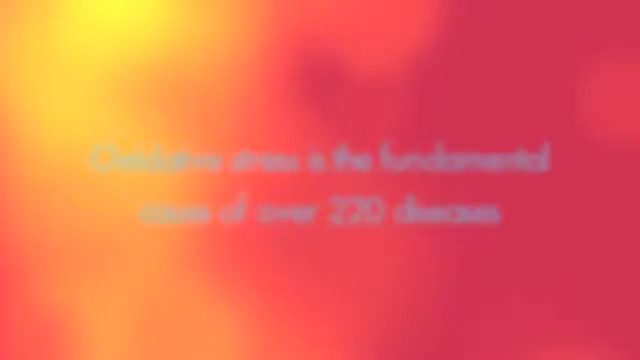 Oxidative stress is the fundamental
cause of over 220 diseases